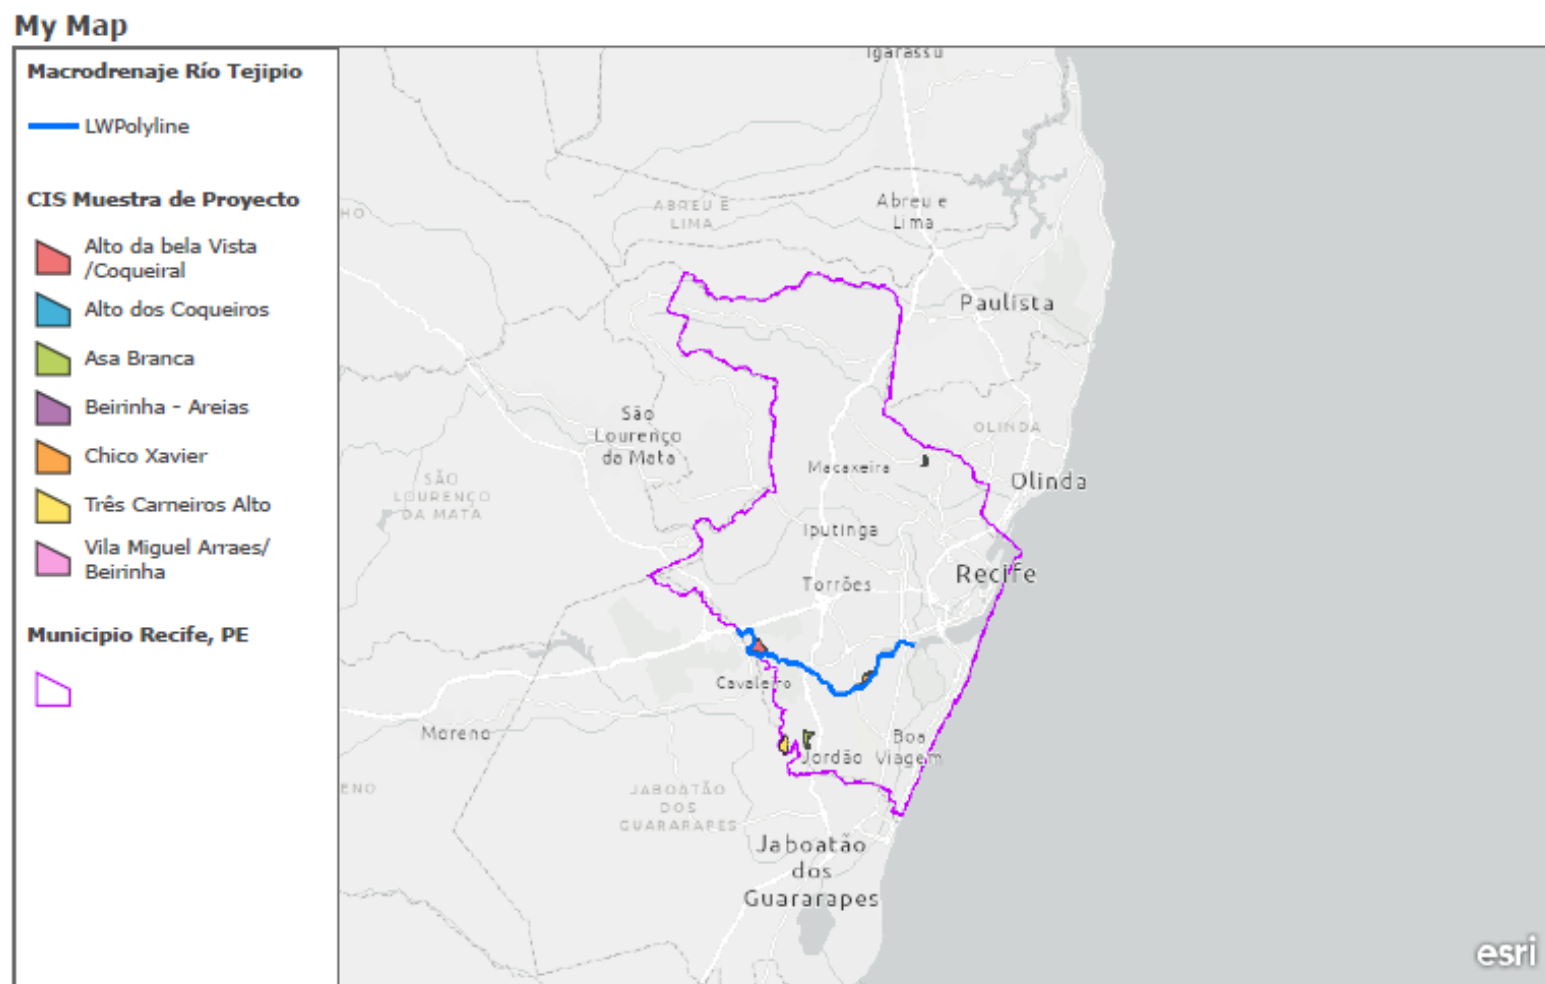 My Map
Macrodrenaje Río Tejipio
LWPolyline
CIS Muestra de Proyecto
Alto da bela Vista
/Coqueiral
Alto dos Coqueiros
Asa Branca
Beirinha - Areias
Chico Xavier
Três Carneiros Alto
Vila Miguel Arraes/
Beirinha
Municipio Recife, PE
Igarassu
HO
ABREU E
LIMA
Abreu e
Lima
Paulista
São
Lourenço
da Mata
OLINDA
Macaxeira
Olinda
SÃO
LOURENÇO
DA MATA
Iputinga
Recife
Torrões
Cavaleiro
Moreno
Boa
Viagem
Jordão
ENO
JABOATÃO
DOS
GUARARAPES
Jaboatão
dos
Guararapes
esri